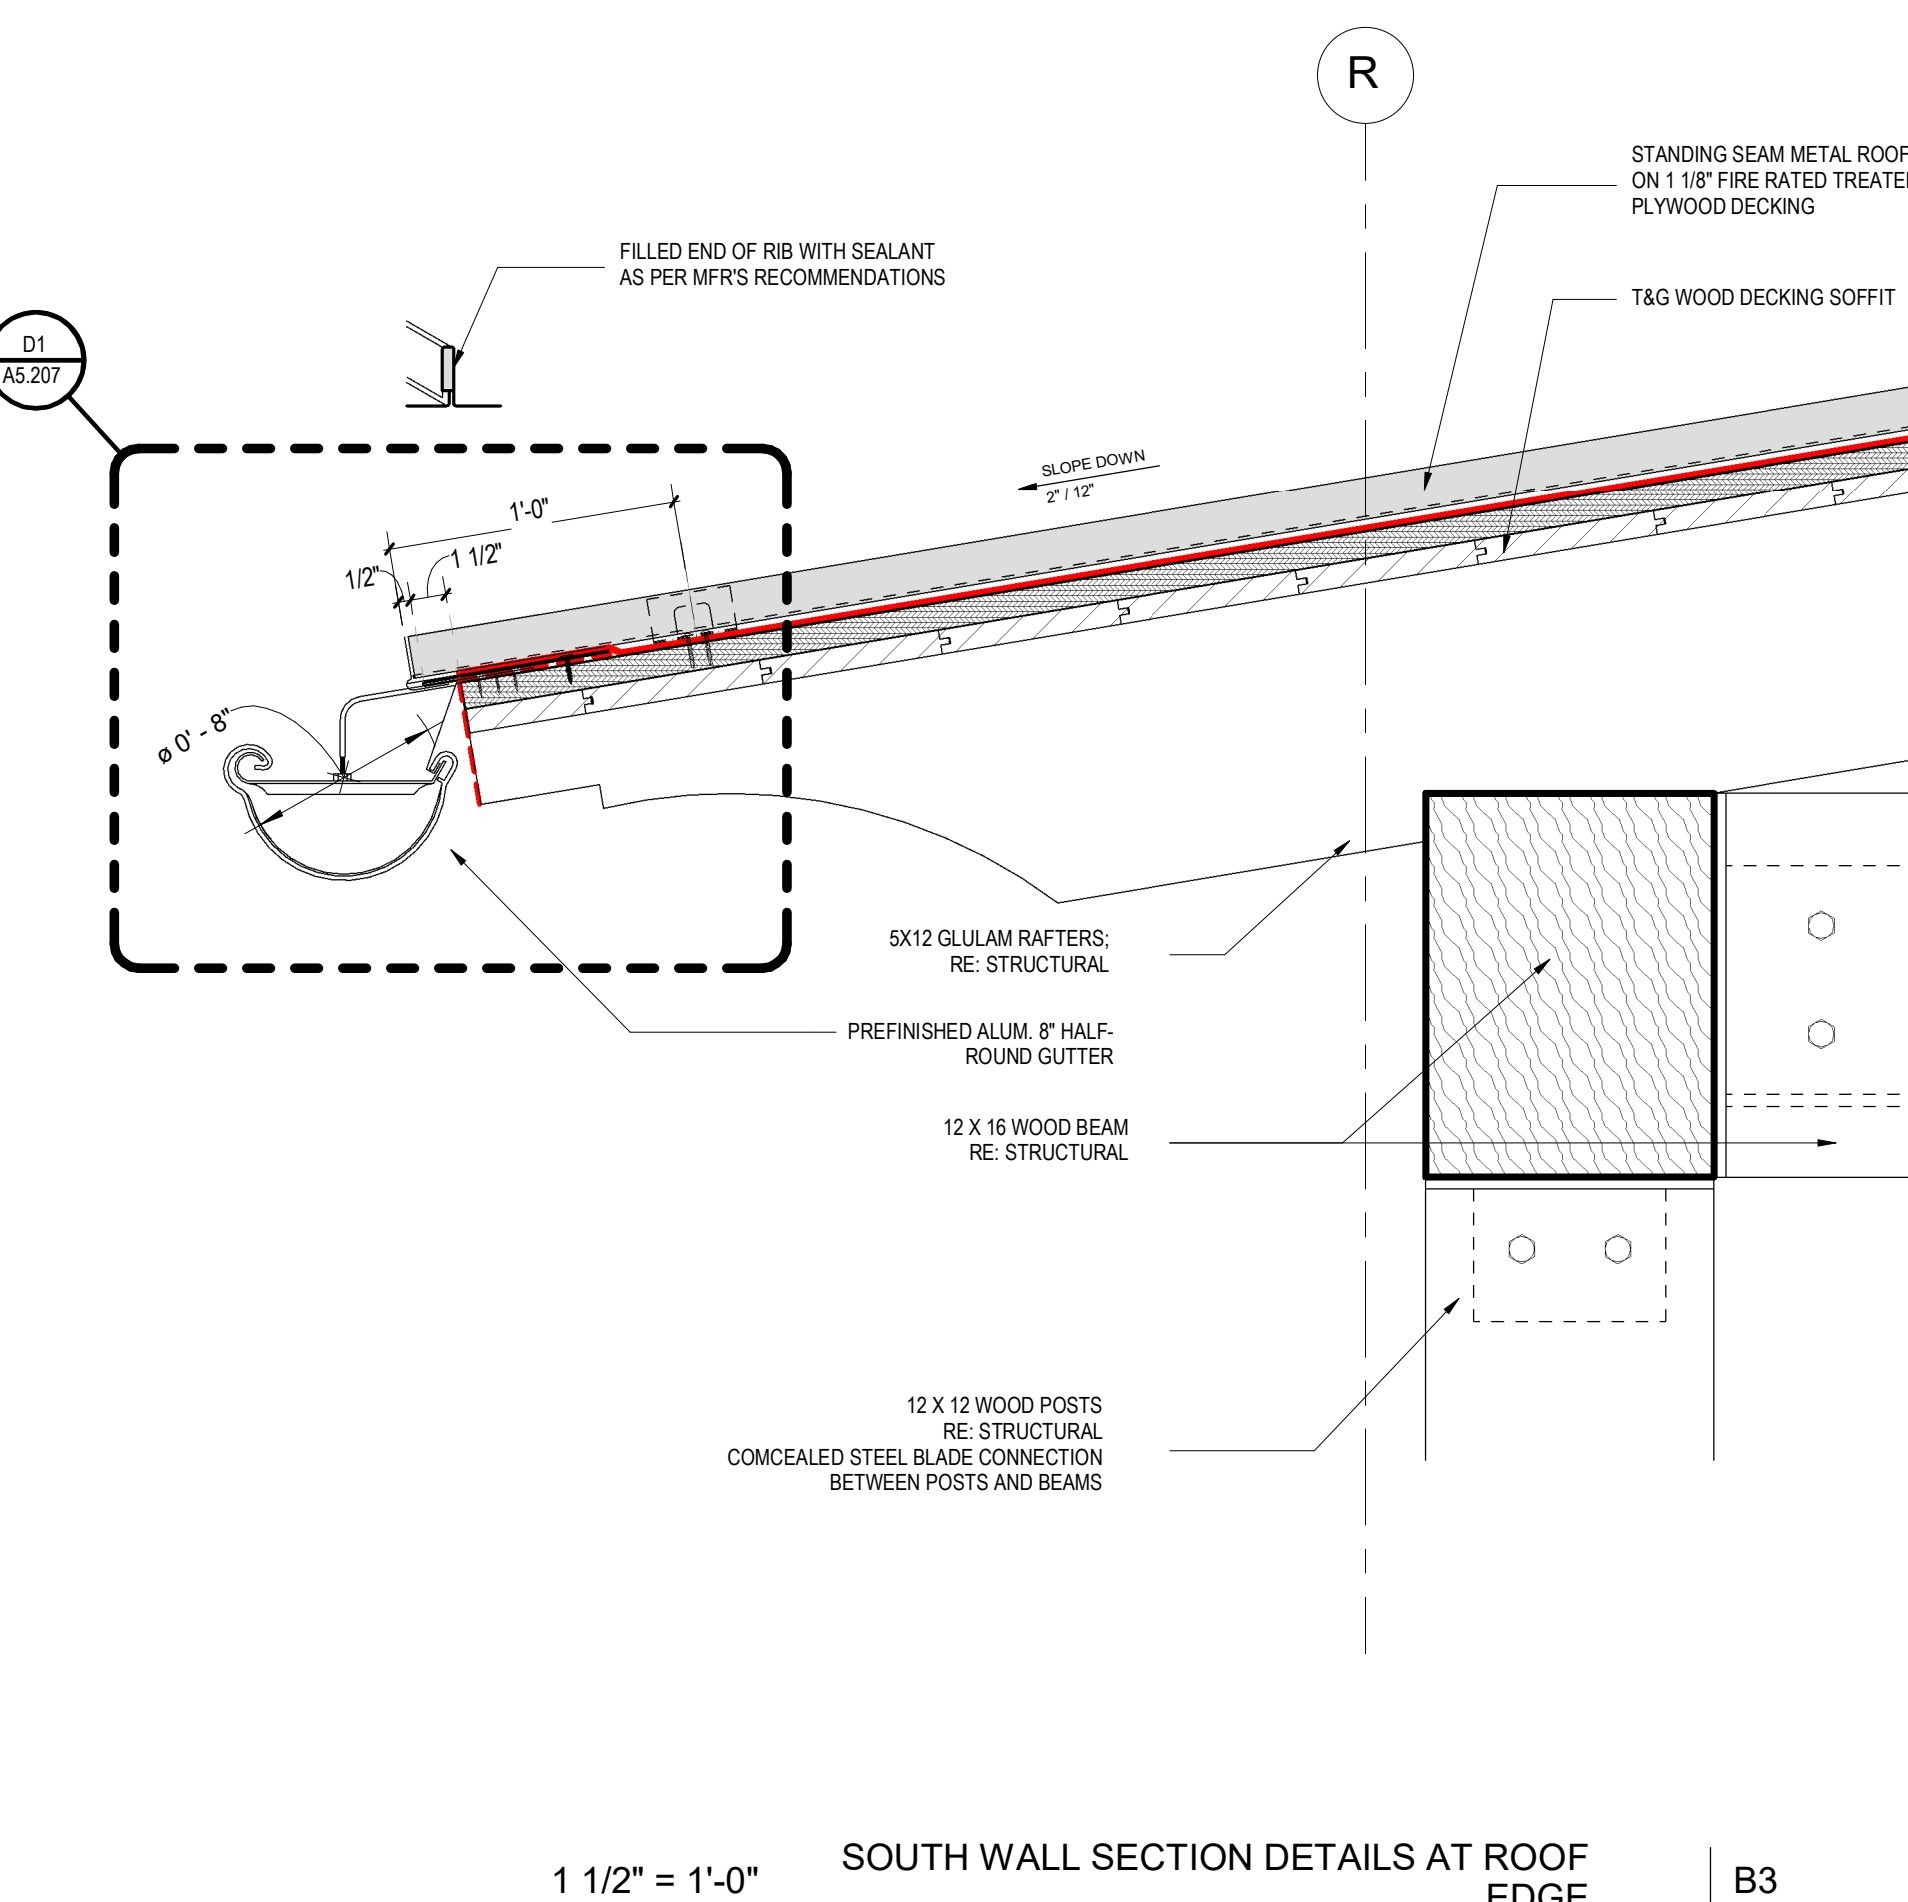 R
STANDING SEAM METAL ROOF
ON 1 1/8" FIRE RATED TREATE
PLYWOOD DECKING
FILLED END OF RIB WITH SEALANT
AS PER MFR'S RECOMMENDATIONS
T&G WOOD DECKING SOFFIT
D1
A5.207
SLOPE DOWN
2" / 12"
1'-0"
1 1/2"
1/2"
ø 0' - 8"
5X12 GLULAM RAFTERS;
RE: STRUCTURAL
PREFINISHED ALUM. 8" HALF-
ROUND GUTTER
12 X 16 WOOD BEAM
RE: STRUCTURAL
12 X 12 WOOD POSTS
RE: STRUCTURAL
COMCEALED STEEL BLADE CONNECTION
BETWEEN POSTS AND BEAMS
1 1/2" = 1'-0"
SOUTH WALL SECTION DETAILS AT ROOF
EDGE
B3